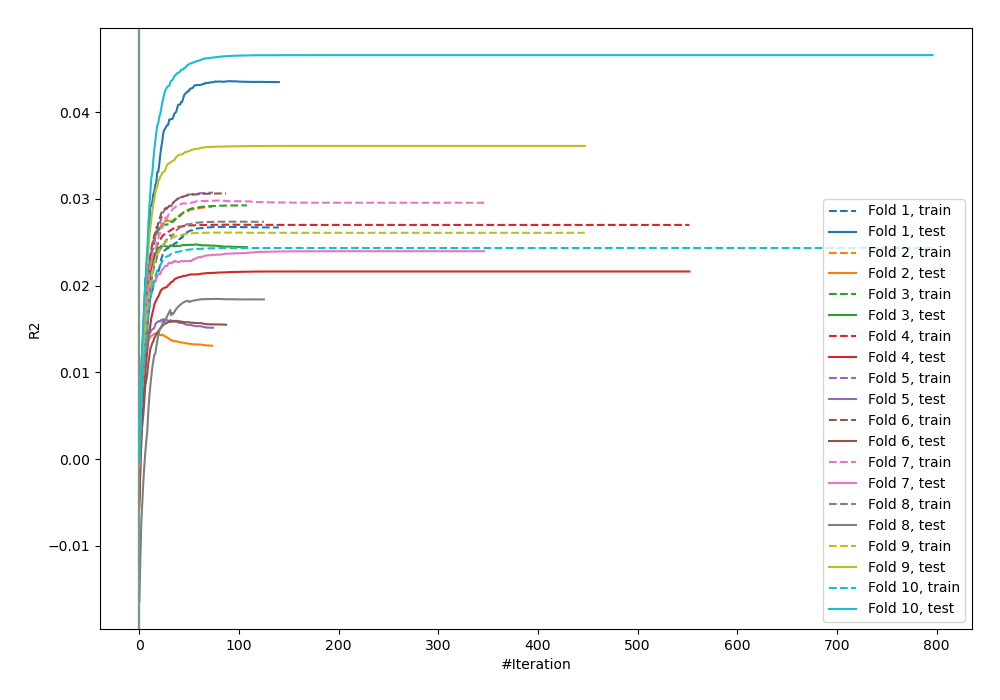 0.04
0.03
0.02
0.01
0.00
−0.01
R2
0
100
200
300
400
500
600
700
800
#Iteration
Fold 1, train
Fold 1, test
Fold 2, train
Fold 2, test
Fold 3, train
Fold 3, test
Fold 4, train
Fold 4, test
Fold 5, train
Fold 5, test
Fold 6, train
Fold 6, test
Fold 7, train
Fold 7, test
Fold 8, train
Fold 8, test
Fold 9, train
Fold 9, test
Fold 10, train
Fold 10, test